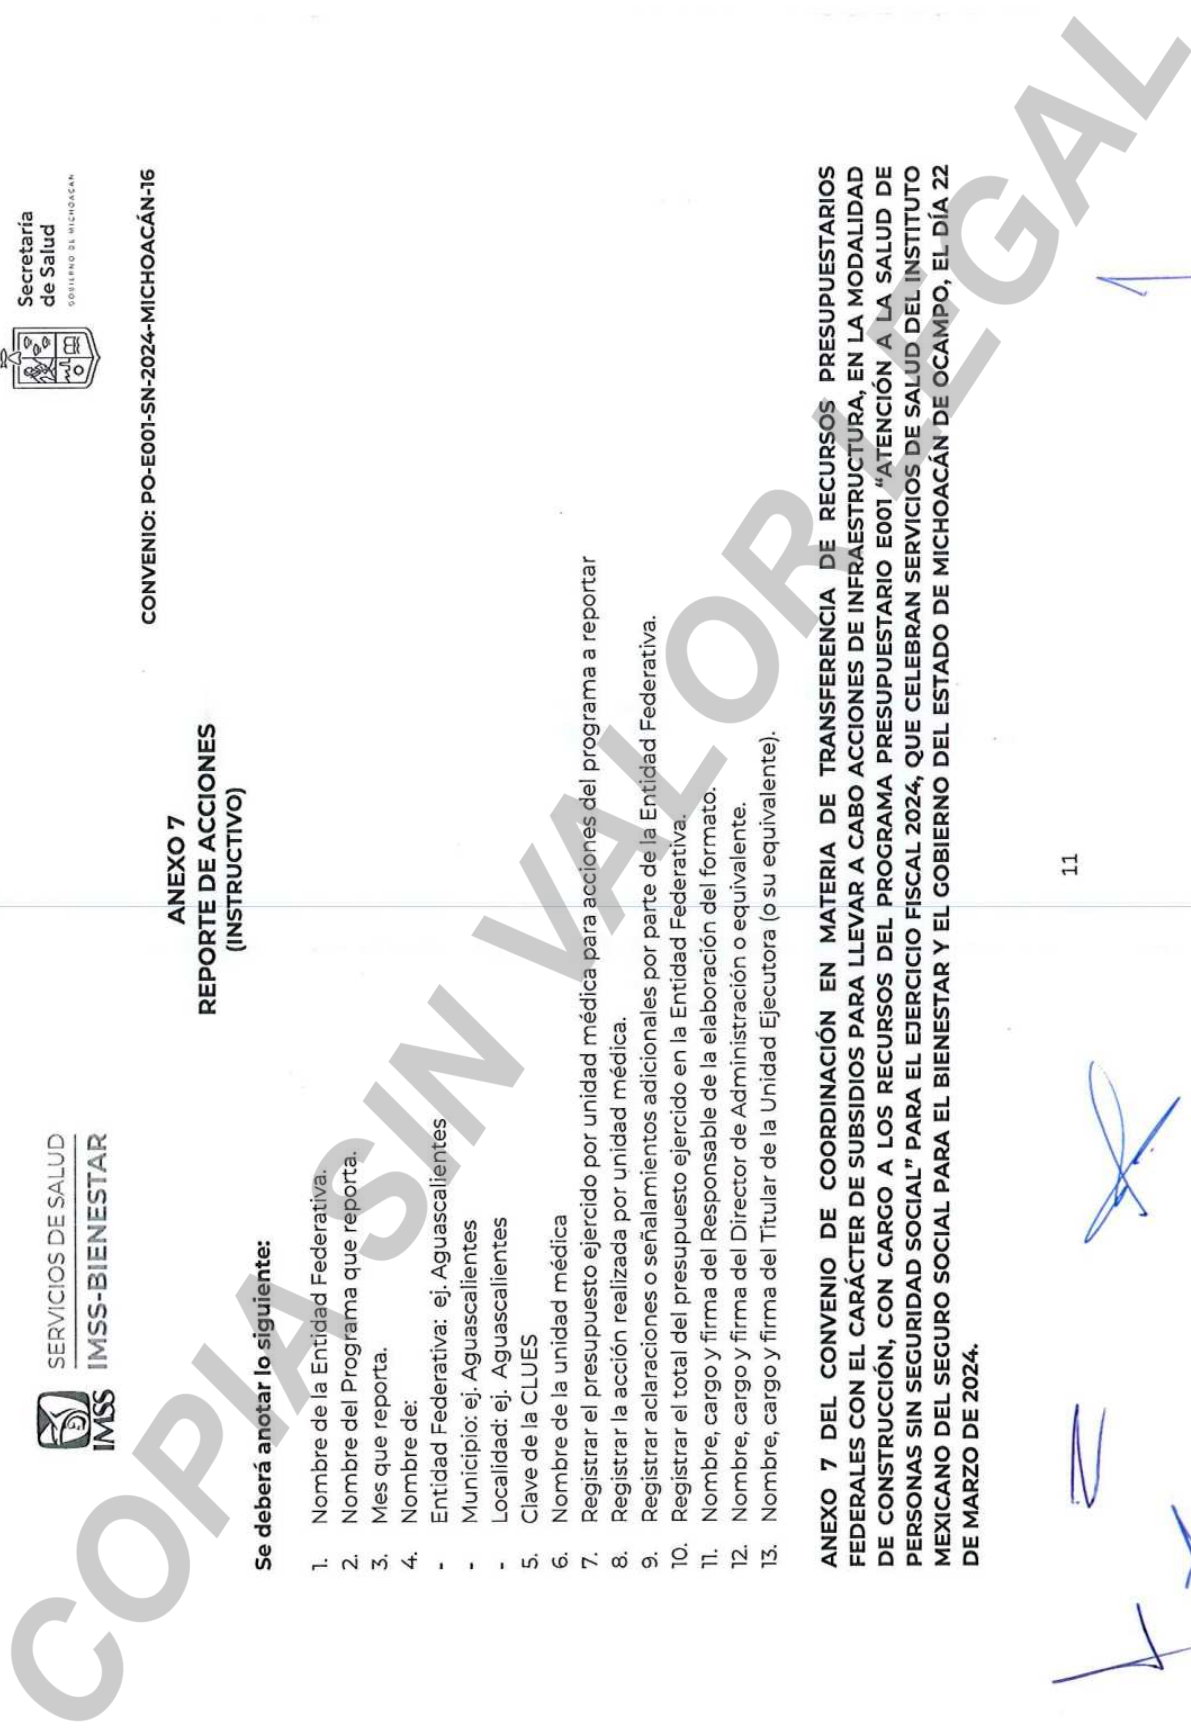 SERVICIOS DE SALUD
IMSS-BIENESTAR
IMSS
Secretaría
de Salud
GOBIERNO DE MICHOACÁN
CONVENIO: PO-E001-SN-2024-MICHOACÁN-16
ANEXO 7
REPORTE DE ACCIONES
(INSTRUCTIVO)
Se deberá anotar lo siguiente:
1. Nombre de la Entidad Federativa.
2. Nombre del Programa que reporta.
3. Mes que reporta.
4. Nombre de:
- Entidad Federativa: ej. Aguascalientes
- Municipio: ej. Aguascalientes
- Localidad: ej. Aguascalientes
5. Clave de la CLUES
6. Nombre de la unidad médica
7. Registrar el presupuesto ejercido por unidad médica para acciones del programa a reportar
8. Registrar la acción realizada por unidad médica.
9. Registrar aclaraciones o señalamientos adicionales por parte de la Entidad Federativa.
10. Registrar el total del presupuesto ejercido en la Entidad Federativa.
11. Nombre, cargo y firma del Responsable de la elaboración del formato.
12. Nombre, cargo y firma del Director de Administración o equivalente.
13. Nombre, cargo y firma del Titular de la Unidad Ejecutora (o su equivalente).
ANEXO 7 DEL CONVENIO DE COORDINACIÓN EN MATERIA DE TRANSFERENCIA DE RECURSOS PRESUPUESTARIOS
FEDERALES CON EL CARÁCTER DE SUBSIDIOS PARA LLEVAR A CABO ACCIONES DE INFRAESTRUCTURA, EN LA MODALIDAD
DE CONSTRUCCIÓN, CON CARGO A LOS RECURSOS DEL PROGRAMA PRESUPUESTARIO E001 "ATENCIÓN A LA SALUD DE
PERSONAS SIN SEGURIDAD SOCIAL" PARA EL EJERCICIO FISCAL 2024, QUE CELEBRAN SERVICIOS DE SALUD DEL INSTITUTO
MEXICANO DEL SEGURO SOCIAL PARA EL BIENESTAR Y EL GOBIERNO DEL ESTADO DE MICHOACÁN DE OCAMPO, EL DÍA 22
DE MARZO DE 2024.
11
COPIA SIN VALOR LEGAL